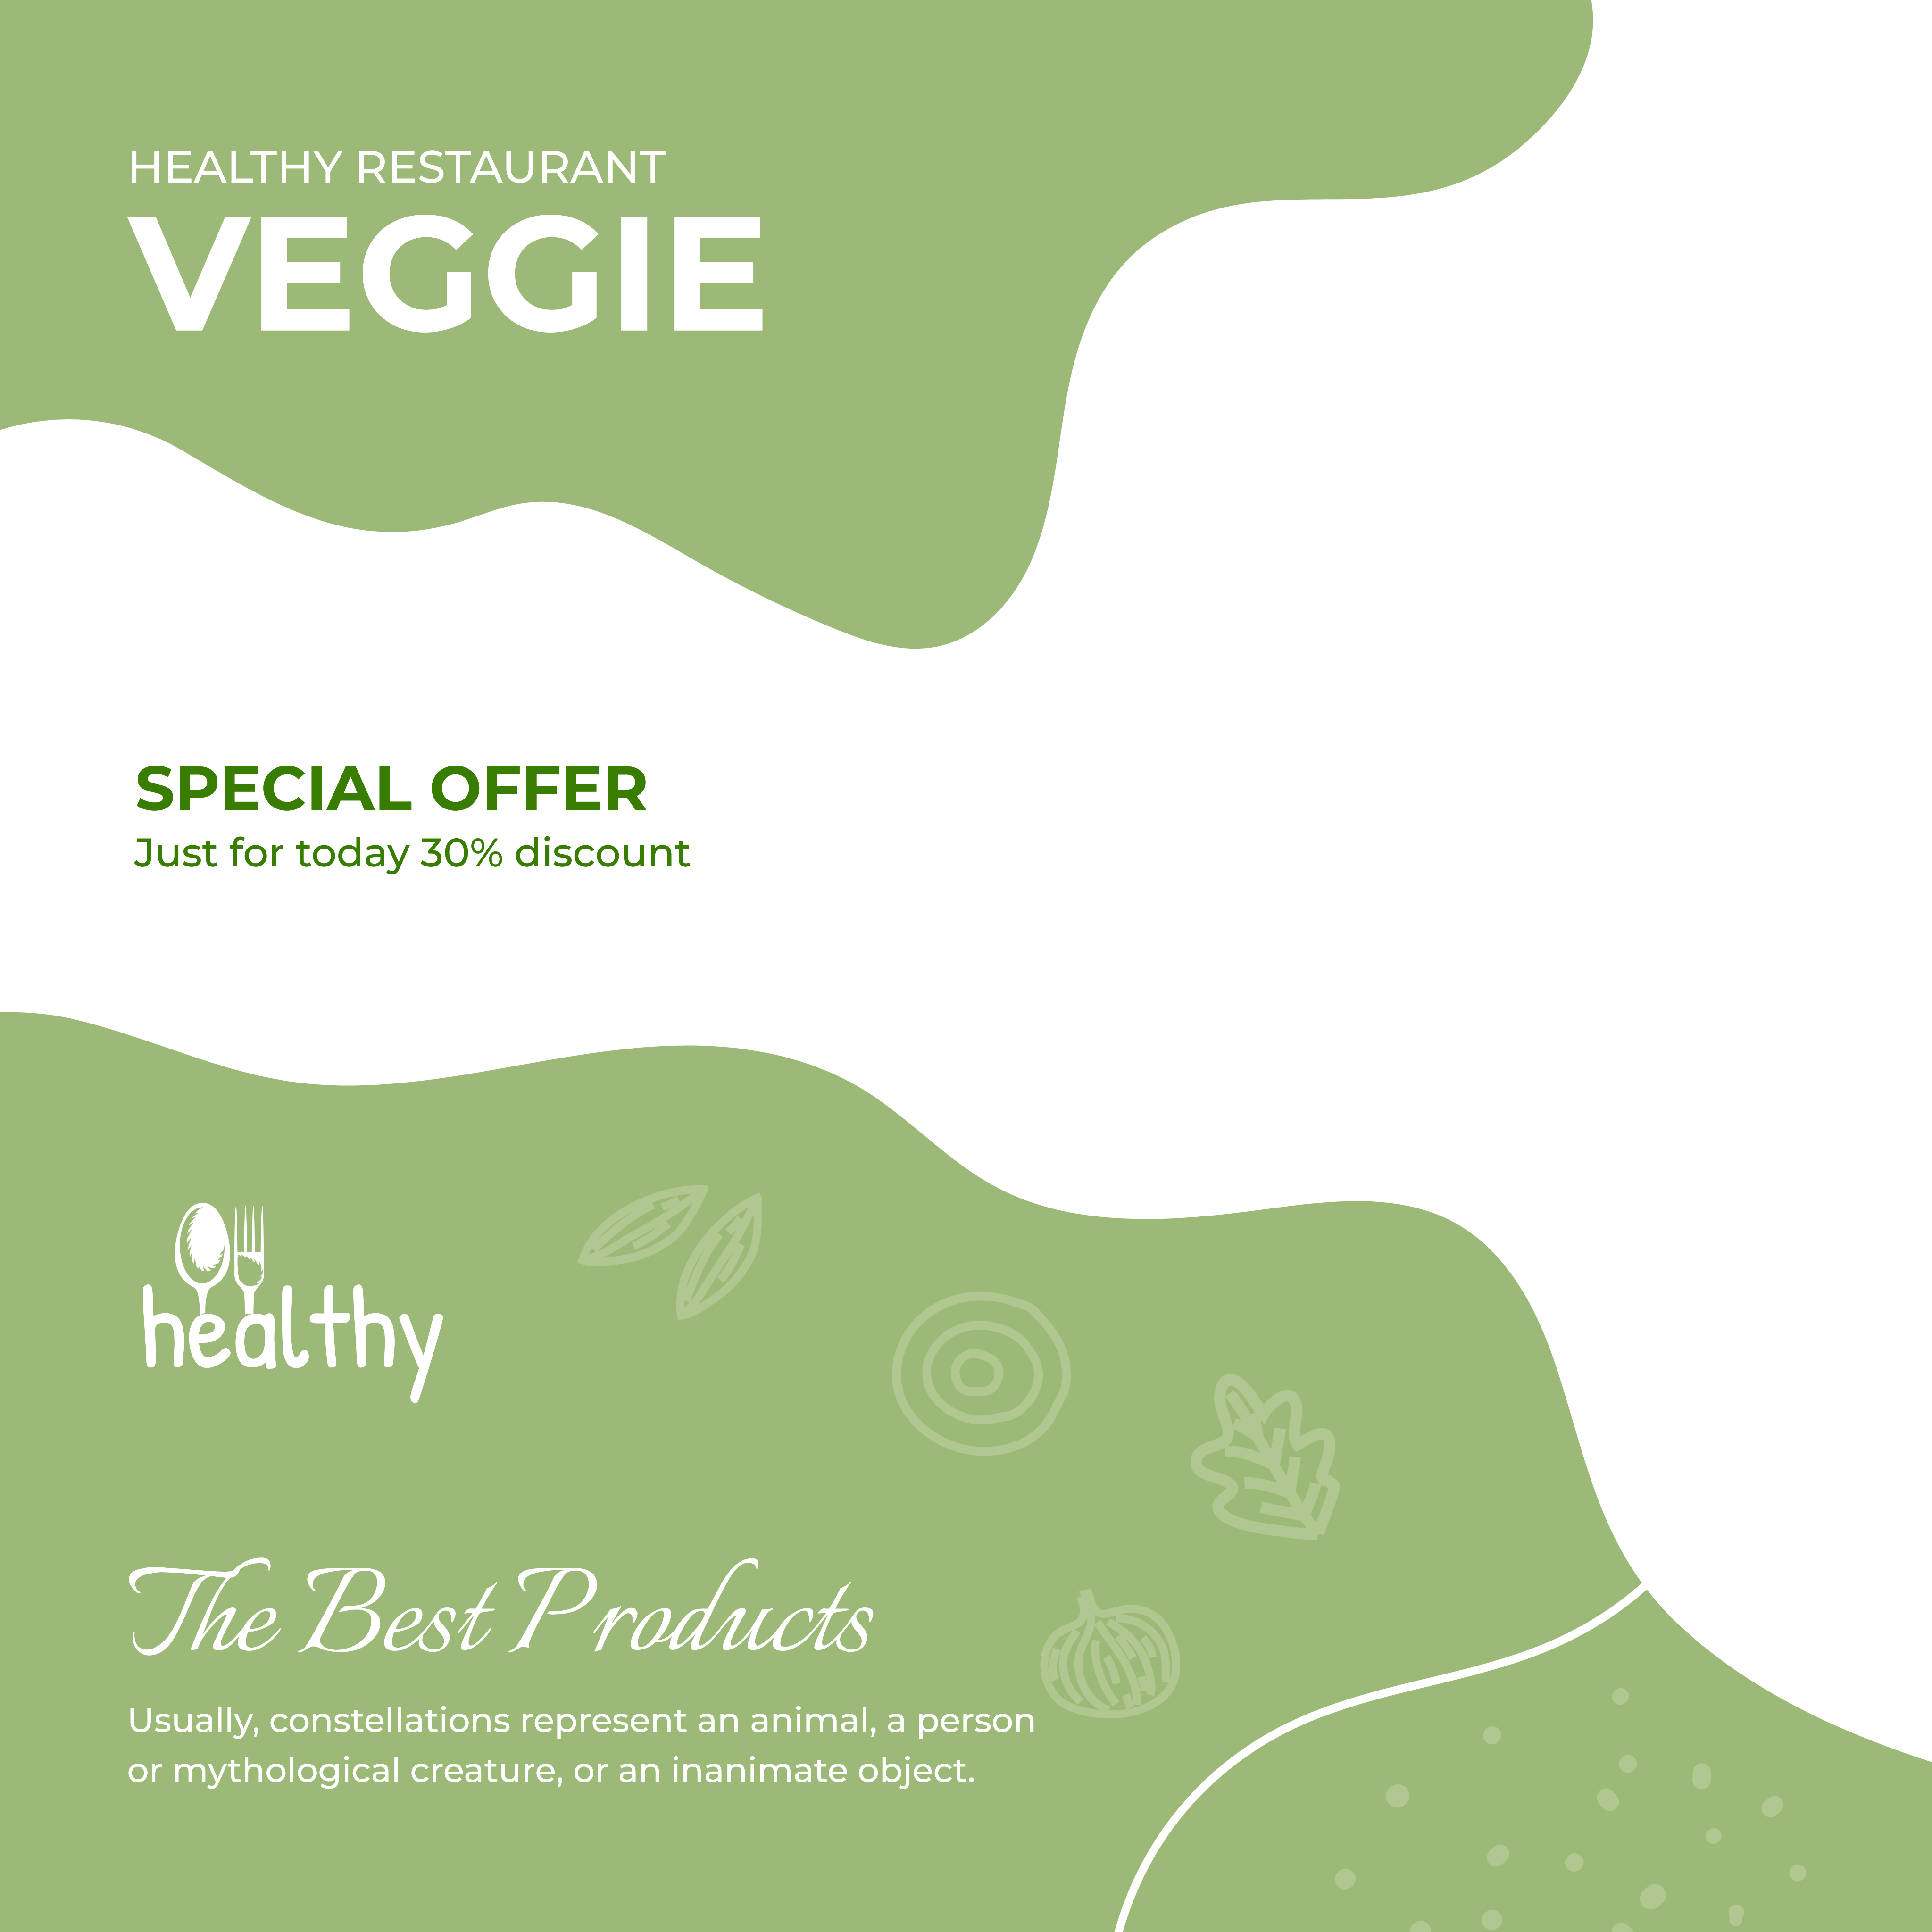 HEALTHY RESTAURANT
VEGGIE
SPECIAL OFFER
Just for today 30% discount
healthy
The Best Products
Usually, constellations represent an animal, a person
or mythological creature, or an inanimate object.